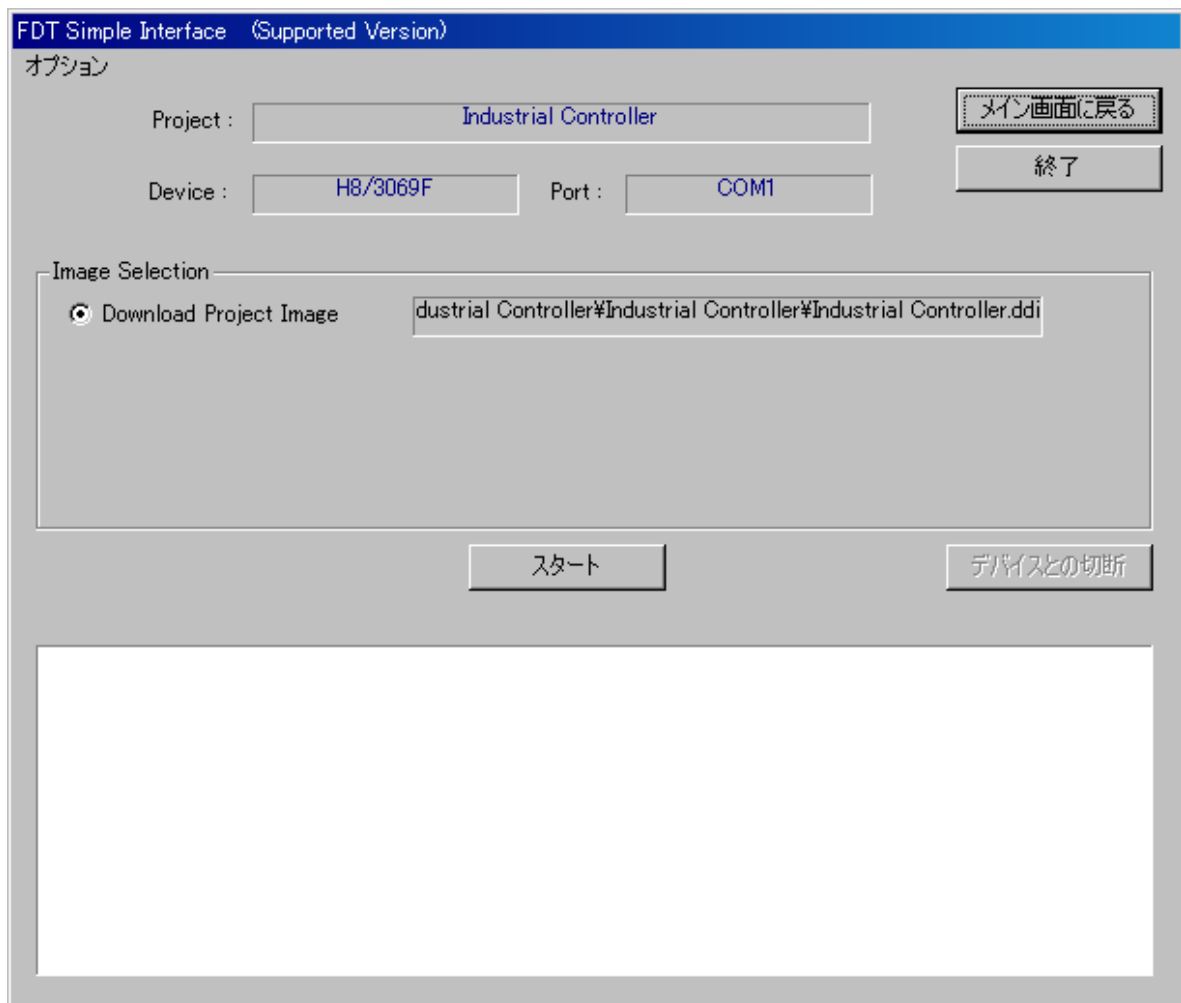 FDT Simple Interface (Supported Version)
オプション
Project : Industrial Controller
メイン画面に戻る
終了
Device : H8/3069F Port : COM1
Image Selection
Download Project Image dustrial Controller¥Industrial Controller¥Industrial Controller.ddi
スタート デバイスとの切断